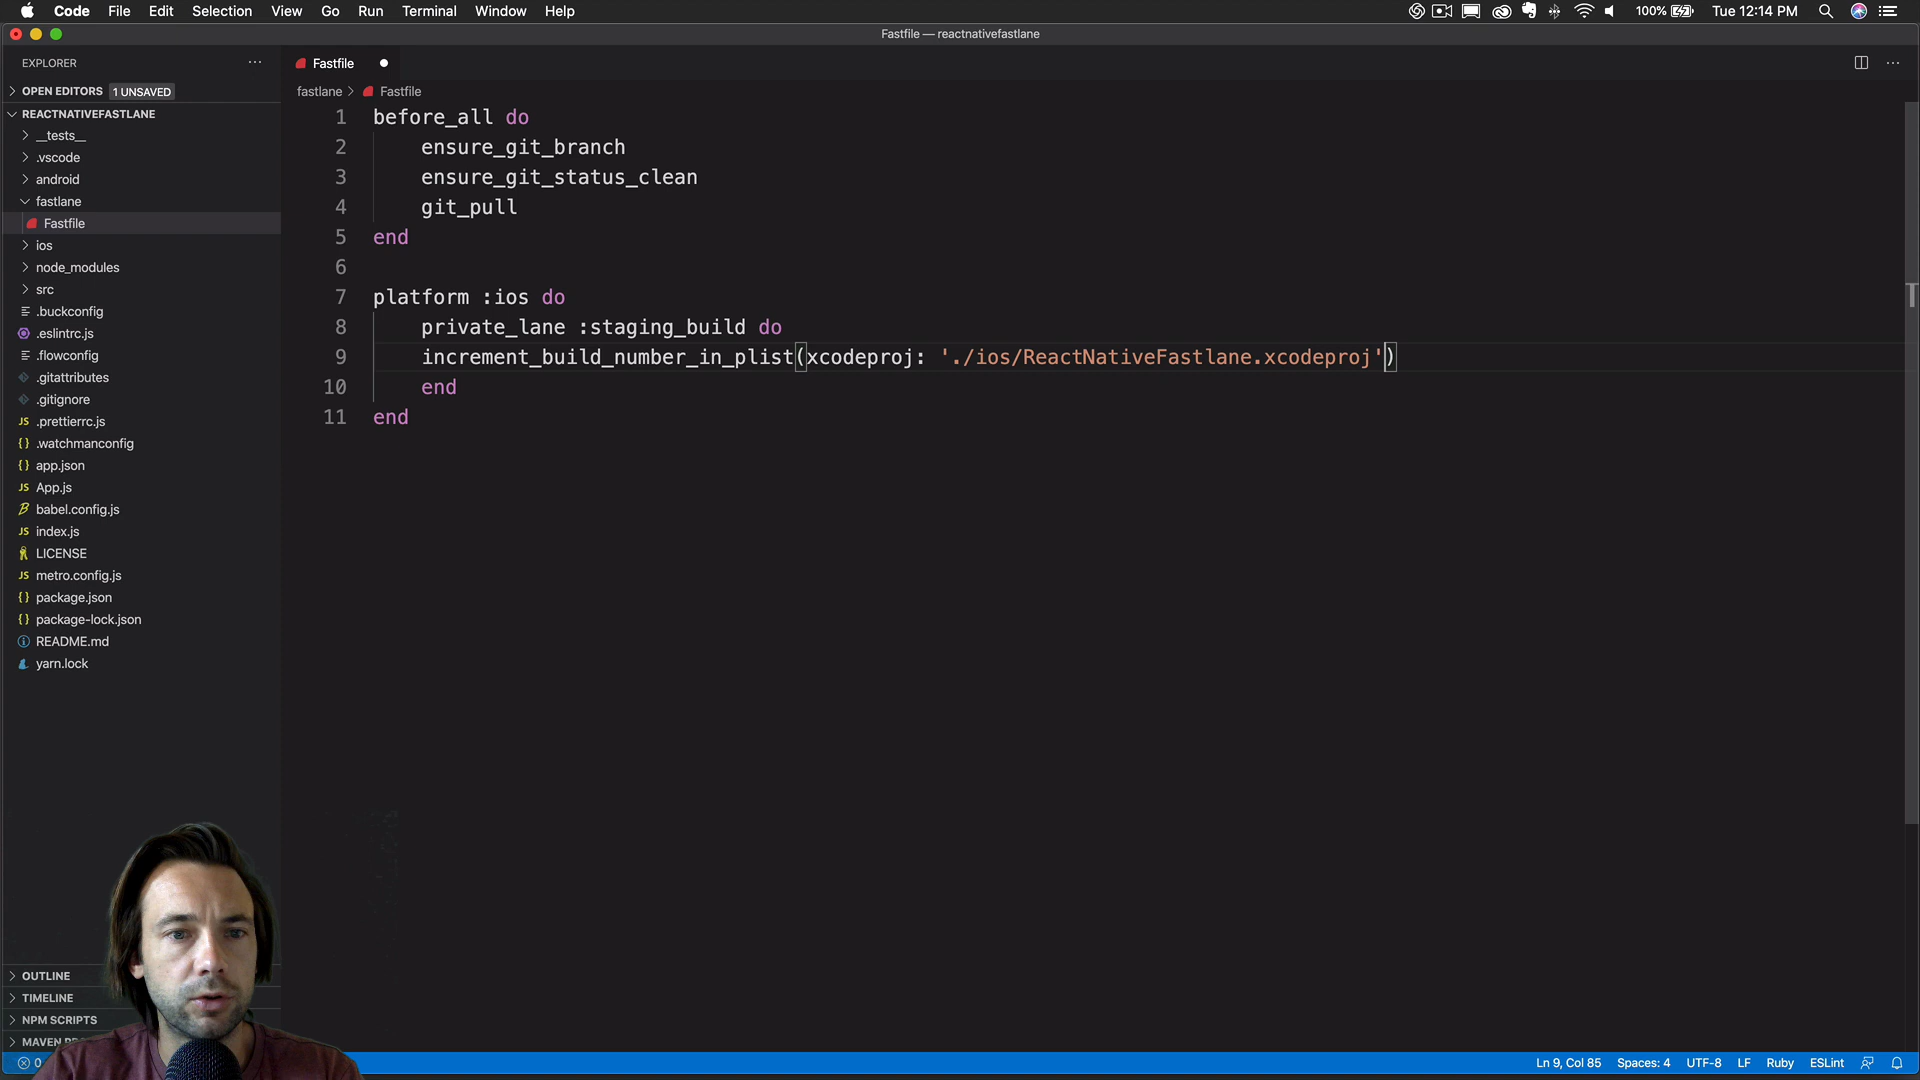 Code File Edit Selection View Go Run Terminal Window Help
100% Tue 12:14 PM
Fastfile — reactnativefastlane
EXPLORER
Fastfile
OPEN EDITORS 1 UNSAVED
fastlane > Fastfile
REACTNATIVEFASTLANE
__tests__
.vscode
android
fastlane
Fastfile
ios
node_modules
src
.buckconfig
.eslintrc.js
.flowconfig
.gitattributes
.gitignore
.prettierrc.js
.watchmanconfig
app.json
App.js
babel.config.js
index.js
LICENSE
metro.config.js
package.json
package-lock.json
README.md
yarn.lock
1 before_all do
2 ensure_git_branch
3 ensure_git_status_clean
4 git_pull
5 end
6
7 platform :ios do
8 private_lane :staging_build do
9 increment_build_number_in_plist(xcodeproj: './ios/ReactNativeFastlane.xcodeproj')
10 end
11 end
OUTLINE
TIMELINE
NPM SCRIPTS
MAVEN
0
Ln 9, Col 85 Spaces: 4 UTF-8 LF Ruby ESLint